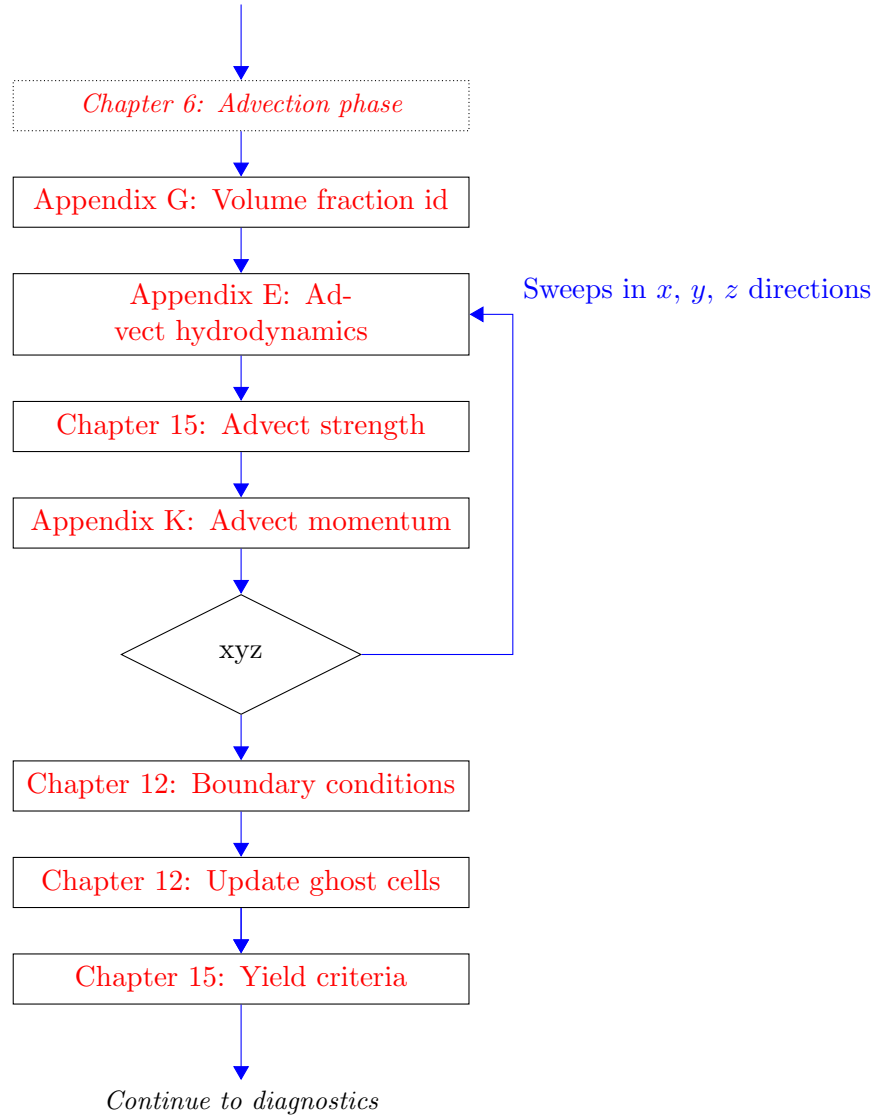 Chapter 6: Advection phase
Appendix G: Volume fraction id
Appendix E: Ad-
vect hydrodynamics
Sweeps in x, y, z directions
Chapter 15: Advect strength
Appendix K: Advect momentum
xyz
Chapter 12: Boundary conditions
Chapter 12: Update ghost cells
Chapter 15: Yield criteria
Continue to diagnostics